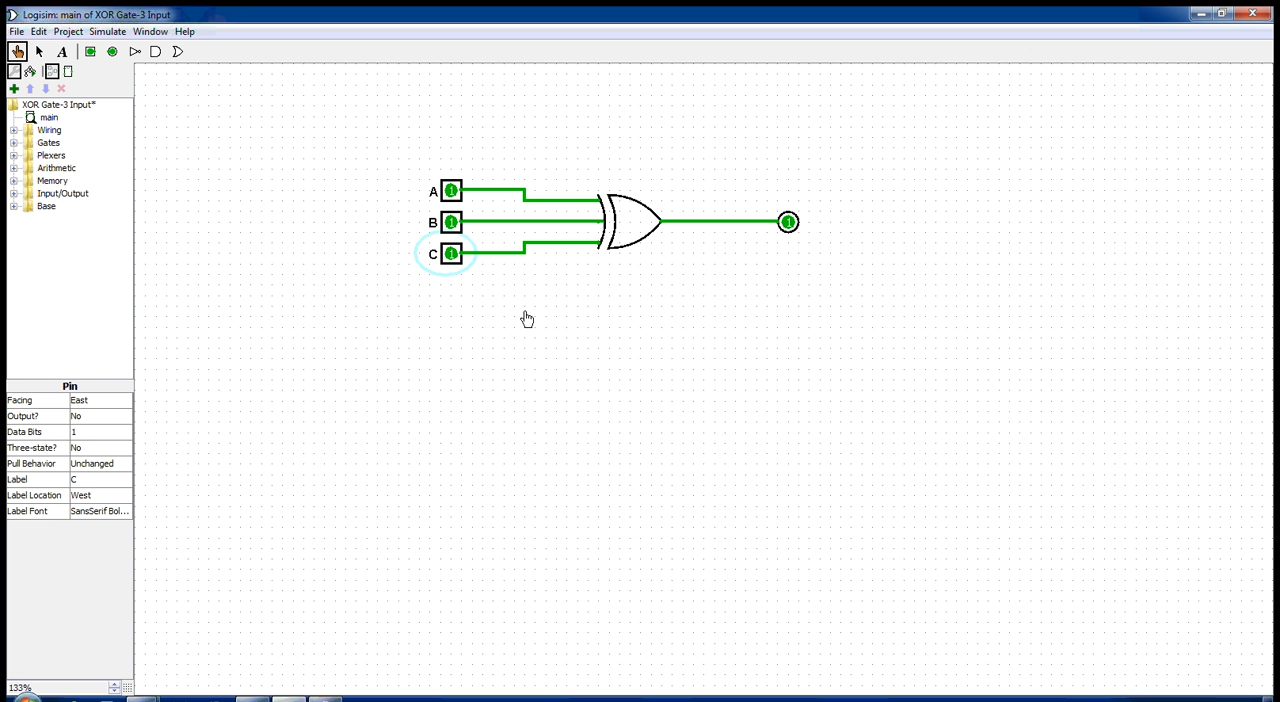 Logisim: main of XOR Gate-3 Input
File Edit Project Simulate Window Help
A
XOR Gate-3 Input*
main
Wiring
Gates
Plexers
Arithmetic
Memory
Input/Output
Base
A 1
B 1 1
C 1
Pin
Facing East
Output? No
Data Bits 1
Three-state? No
Pull Behavior Unchanged
Label C
Label Location West
Label Font SansSerif Bol...
133%